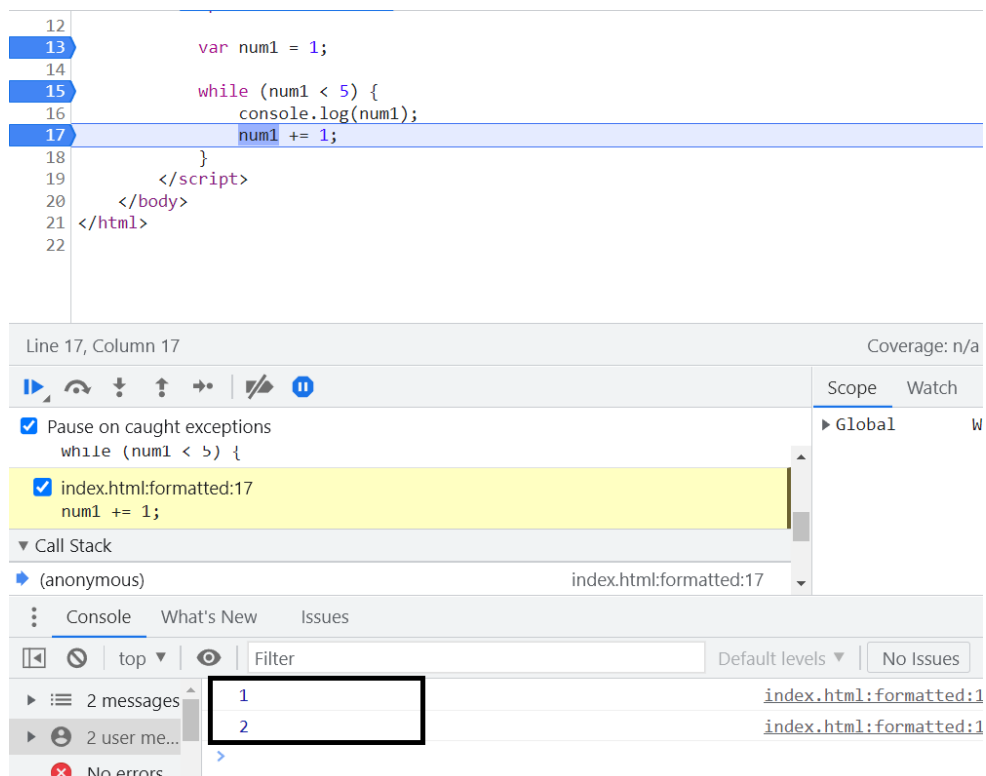 12
13 var num1 = 1;
14
15 while (num1 < 5) {
16 console.log(num1);
17 num1 += 1;
18 }
19 </script>
20 </body>
21 </html>
22
Line 17, Column 17 Coverage: n/a
Scope Watch
Pause on caught exceptions
while (num1 < 5) {
index.html:formatted:17
num1 += 1;
Call Stack
(anonymous) index.html:formatted:17
Global W
Console What's New Issues
top Filter Default levels No Issues
2 messages 1 index.html:formatted:1
2 user me... 2 index.html:formatted:1
No errors